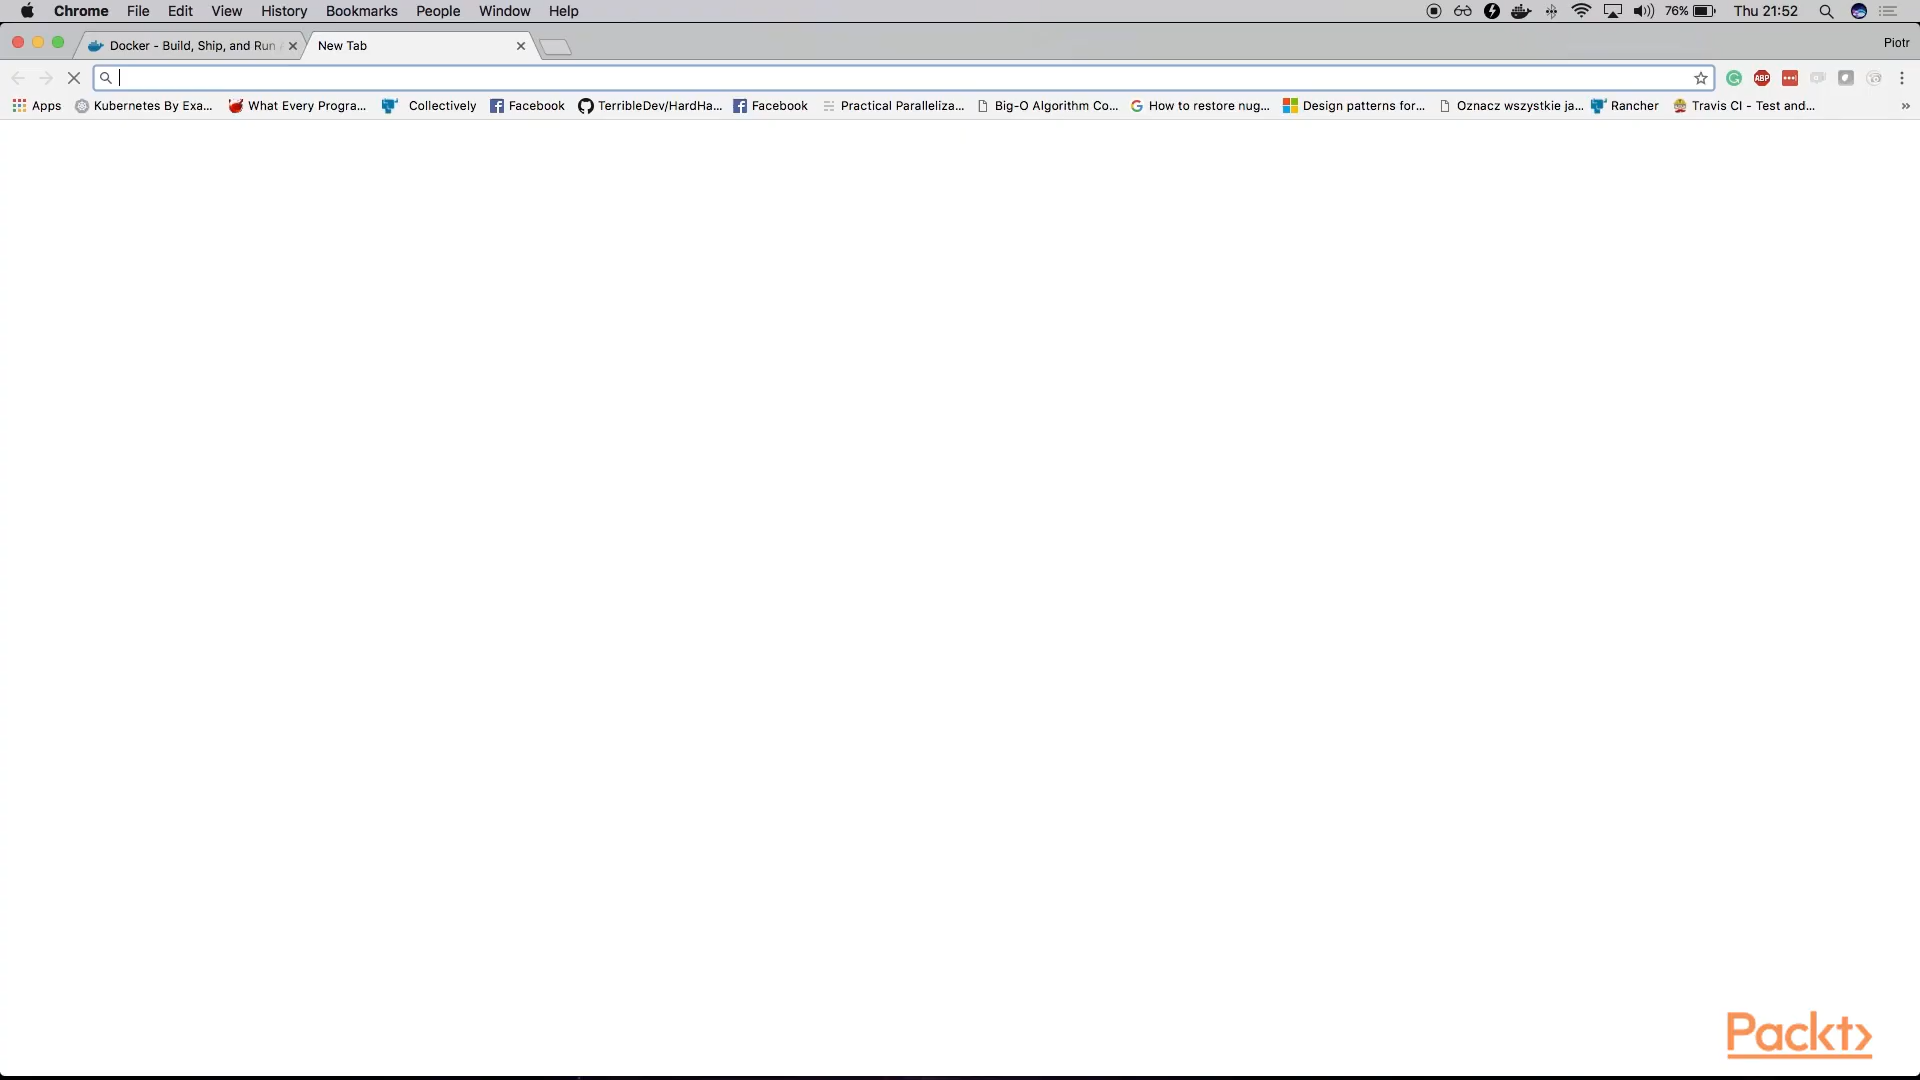 Chrome File Edit View History Bookmarks People Window Help 76% Thu 21:52
Docker - Build, Ship, and Run New Tab Piotr
ABP
Apps Kubernetes By Exa... What Every Progra... Collectively Facebook TerribleDev/HardHa... Facebook Practical Paralleliza... Big-O Algorithm Co... How to restore nug... Design patterns for... Oznacz wszystkie ja... Rancher Travis CI - Test and... »
Packt>